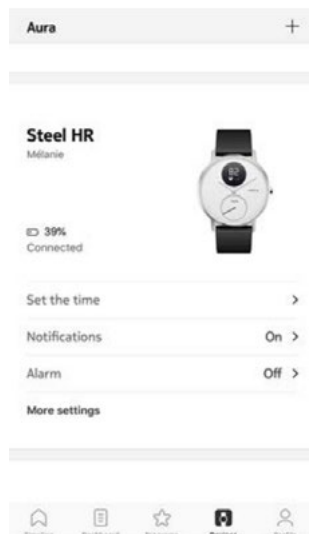 Aura
Steel HR
Mélanie
39%
Connected
Set the time
Notifications On
Alarm Off
More settings